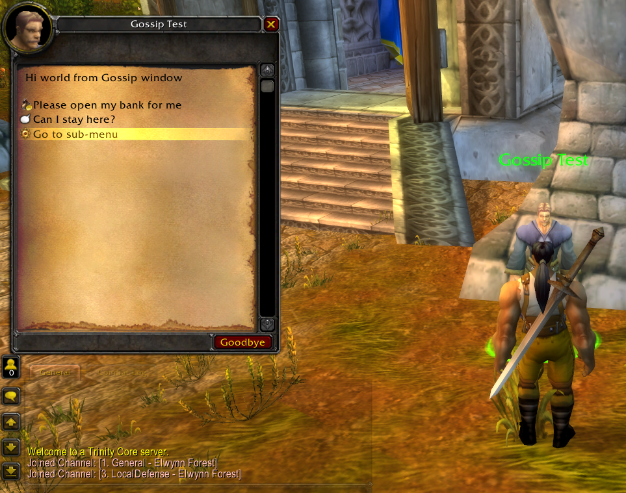 Gossip Test
Hi world from Gossip window
Please open my bank for me
Can I stay here?
Go to sub-menu
Goodbye
Gossip Test
0
Welcome to a Trinity Core server.
Joined Channel: [1. General - Elwynn Forest]
Joined Channel: [3. LocalDefense - Elwynn Forest]